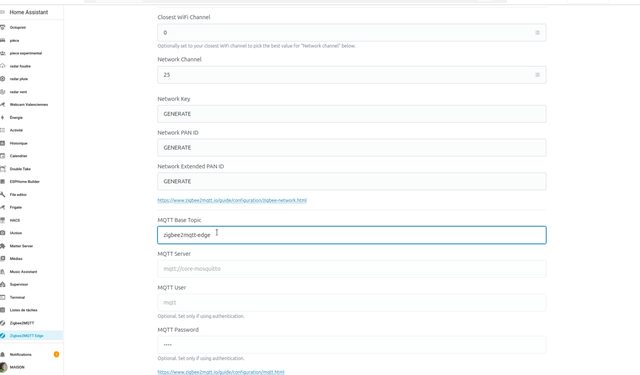 Home Assistant
Octoprint
pièce
pièce experimental
radar foudre
radar pluie
radar vent
Webcam Valenciennes
Énergie
Activité
Historique
Calendrier
Double Take
ESPHome Builder
File editor
Frigate
HACS
Matter Server
Médias
Music Assistant
Supervisor
Terminal
Listes de tâches
Zigbee2MQTT
Zigbee2MQTT Edge
Notifications
MAISON
Closest WiFi Channel
0
Optionally set to your closest WiFi channel to pick the best value for "Network channel" below.
Network Channel
25
Network Key
GENERATE
Network PAN ID
GENERATE
Network Extended PAN ID
GENERATE
https://www.zigbee2mqtt.io/guide/configuration/zigbee-network.html
MQTT Base Topic
zigbee2mqtt-edge
MQTT Server
mqtt://core-mosquitto
MQTT User
mqtt
Optional. Set only if using authentication.
MQTT Password
••••
Optional. Set only if using authentication.
https://www.zigbee2mqtt.io/guide/configuration/mqtt.html